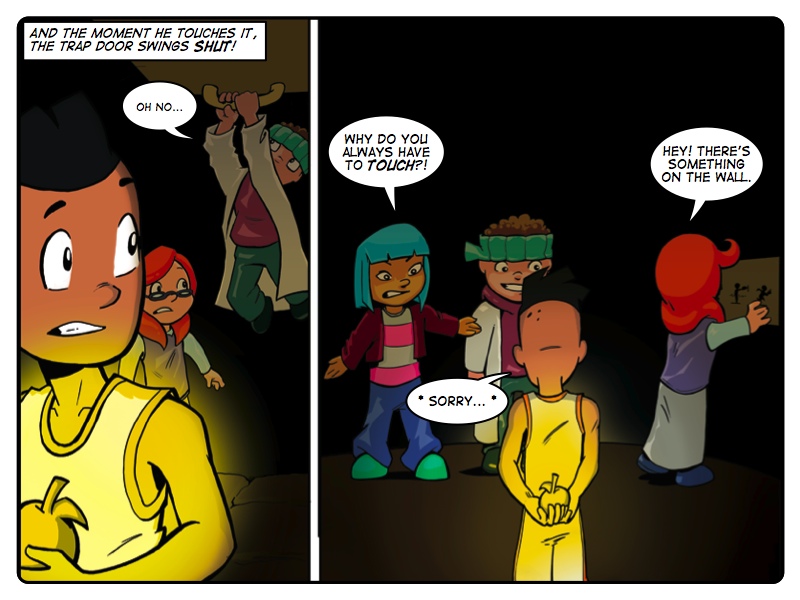 AND THE MOMENT HE TOUCHES IT,
THE TRAP DOOR SWINGS SHUT!
OH NO...
WHY DO YOU
ALWAYS HAVE
TO TOUCH?!
HEY! THERE'S
SOMETHING
ON THE WALL.
* SORRY... *